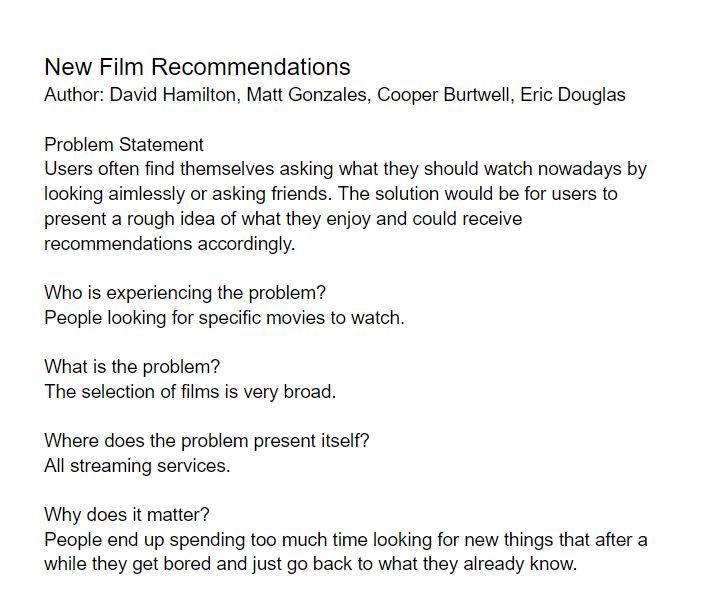 New Film Recommendations
Author: David Hamilton, Matt Gonzales, Cooper Burtwell, Eric Douglas
Problem Statement
Users often find themselves asking what they should watch nowadays by
looking aimlessly or asking friends. The solution would be for users to
present a rough idea of what they enjoy and could receive
recommendations accordingly.
Who is experiencing the problem?
People looking for specific movies to watch.
What is the problem?
The selection of films is very broad.
Where does the problem present itself?
All streaming services.
Why does it matter?
People end up spending too much time looking for new things that after a
while they get bored and just go back to what they already know.